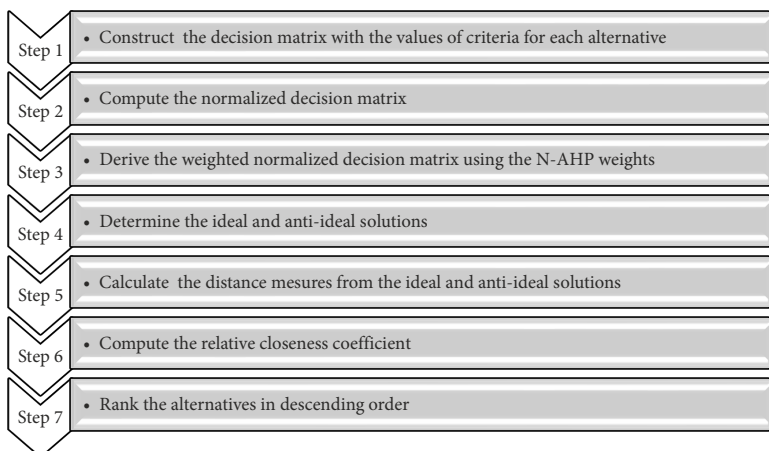 Step 1
• Construct the decision matrix with the values of criteria for each alternative
Step 2
• Compute the normalized decision matrix
Step 3
• Derive the weighted normalized decision matrix using the N-AHP weights
Step 4
• Determine the ideal and anti-ideal solutions
Step 5
• Calculate the distance mesures from the ideal and anti-ideal solutions
Step 6
• Compute the relative closeness coefficient
Step 7
• Rank the alternatives in descending order